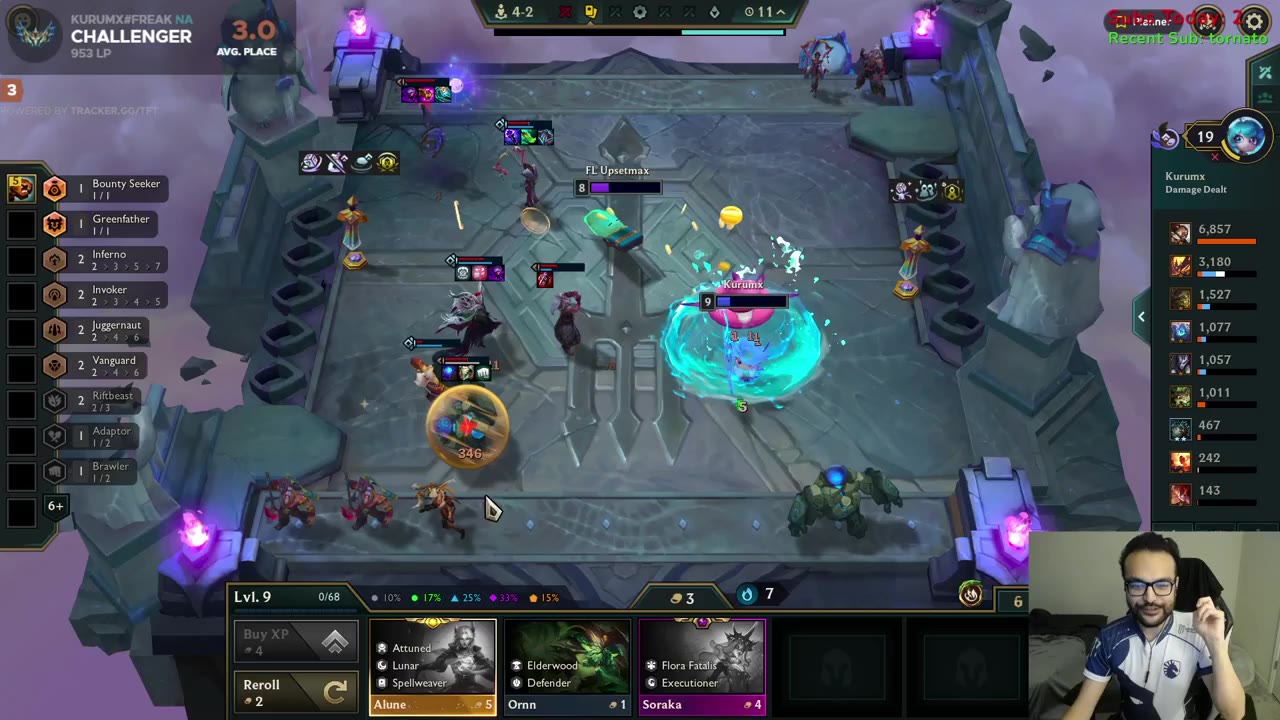 KURUMX#FREAK NA
CHALLENGER
953 LP
3.0
AVG. PLACE
3
POWERED BY TRACKER.GG/TFT
4-2
11
Planner
Subs Today: 2
Recent Sub: tornato
19
Kurumx
Damage Dealt
6,857
3,180
1,527
1,077
1,057
1,011
467
242
143
5
1
Bounty Seeker
1 / 1
1
Greenfather
1 / 1
2
Inferno
2 > 3 > 5 > 7
2
Invoker
2 > 3 > 4 > 5
2
Juggernaut
2 > 4 > 6
2
Vanguard
2 > 4 > 6
2
Riftbeast
2 / 3
1
Adaptor
1 / 2
1
Brawler
1 / 2
6+
FL Upsetmax
8
Kurumx
9
5
346
Lvl. 9
0/68
10%
17%
25%
33%
15%
3
7
6
Buy XP
4
Reroll
2
Attuned
Lunar
Spellweaver
Alune
5
Elderwood
Defender
Ornn
1
Flora Fatalis
Executioner
Soraka
4